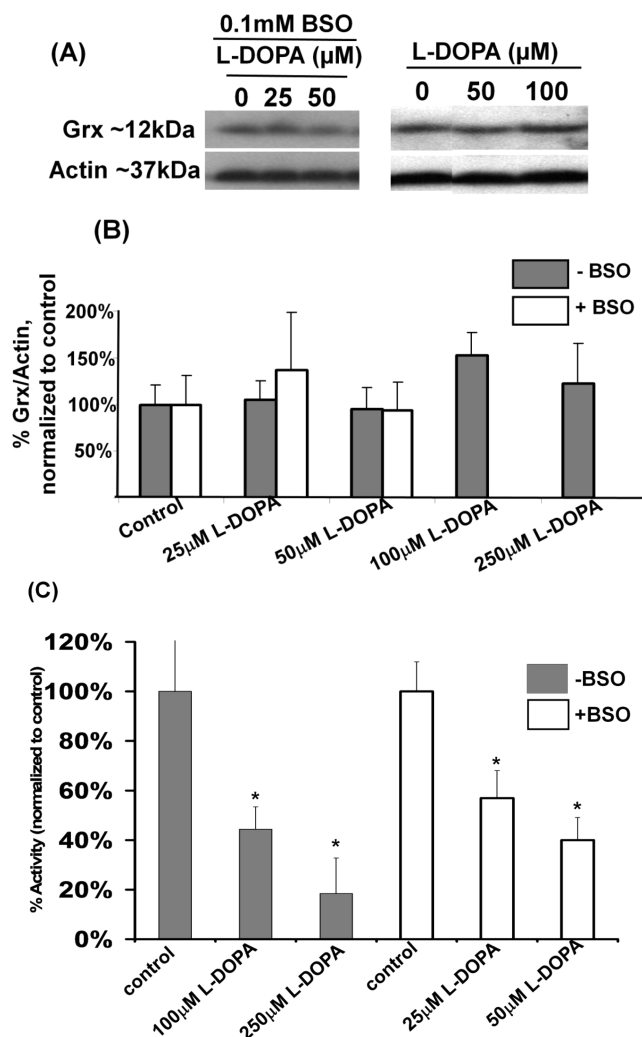 (A)
0.1mM BSO
L-DOPA (µM)
0 25 50
L-DOPA (µM)
0 50 100
Grx ~12kDa
Actin ~37kDa
(B)
% Grx/Actin,
normalized to control
200%
150%
100%
50%
- BSO
+ BSO
Control
25µM L-DOPA
50µM L-DOPA
100µM L-DOPA
250µM L-DOPA
(C)
% Activity (normalized to control)
120%
100%
80%
60%
40%
20%
0%
-BSO
+BSO
*
*
*
*
control
100µM L-DOPA
250µM L-DOPA
control
25µM L-DOPA
50µM L-DOPA